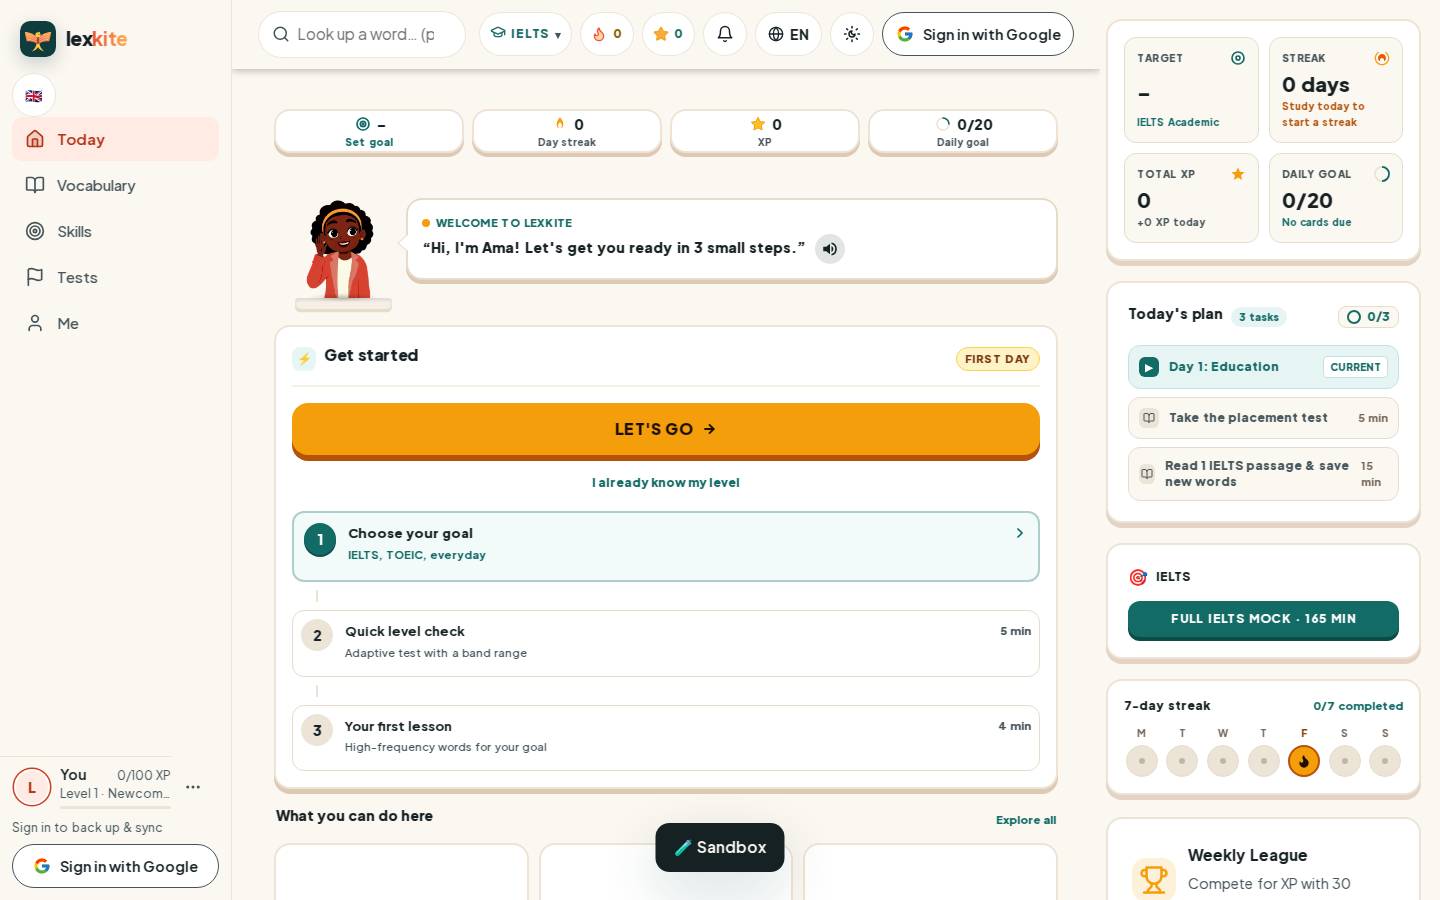 lexkite
Today
Vocabulary
Skills
Tests
Me
You 0/100 XP
Level 1 · Newcom…
Sign in to back up & sync
Sign in with Google
Look up a word... (p
IELTS ▾
0
0
EN
Sign in with Google
–
Set goal
0
Day streak
0
XP
0/20
Daily goal
WELCOME TO LEXKITE
“Hi, I'm Ama! Let's get you ready in 3 small steps.”
Get started
FIRST DAY
LET'S GO →
I already know my level
1
Choose your goal
IELTS, TOEIC, everyday
2
Quick level check
5 min
Adaptive test with a band range
3
Your first lesson
4 min
High-frequency words for your goal
What you can do here
Explore all
Sandbox
TARGET
–
IELTS Academic
STREAK
0 days
Study today to
start a streak
TOTAL XP
0
+0 XP today
DAILY GOAL
0/20
No cards due
Today's plan
3 tasks
0/3
Day 1: Education
CURRENT
Take the placement test
5 min
Read 1 IELTS passage & save
new words
15
min
IELTS
FULL IELTS MOCK · 165 MIN
7-day streak
0/7 completed
M T W T F S S
Weekly League
Compete for XP with 30
L